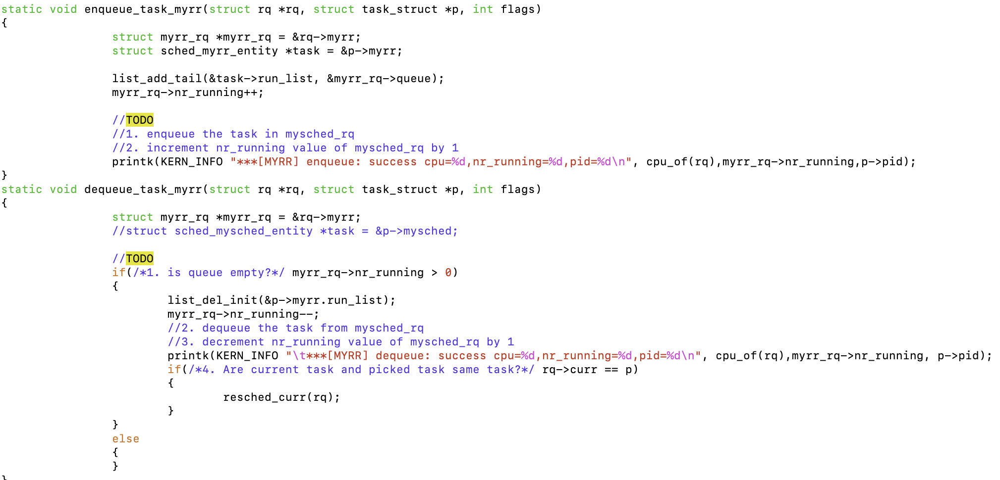 static void enqueue_task_myrr(struct rq *rq, struct task_struct *p, int flags)
{
struct myrr_rq *myrr_rq = &rq->myrr;
struct sched_myrr_entity *task = &p->myrr;
list_add_tail(&task->run_list, &myrr_rq->queue);
myrr_rq->nr_running++;
//TODO
//1. enqueue the task in mysched_rq
//2. increment nr_running value of mysched_rq by 1
printk(KERN_INFO "***[MYRR] enqueue: success cpu=%d,nr_running=%d,pid=%d\n", cpu_of(rq),myrr_rq->nr_running,p->pid);
}
static void dequeue_task_myrr(struct rq *rq, struct task_struct *p, int flags)
{
struct myrr_rq *myrr_rq = &rq->myrr;
//struct sched_mysched_entity *task = &p->mysched;
//TODO
if(/*1. is queue empty?*/ myrr_rq->nr_running > 0)
{
list_del_init(&p->myrr.run_list);
myrr_rq->nr_running--;
//2. dequeue the task from mysched_rq
//3. decrement nr_running value of mysched_rq by 1
printk(KERN_INFO "\t***[MYRR] dequeue: success cpu=%d,nr_running=%d,pid=%d\n", cpu_of(rq),myrr_rq->nr_running, p->pid);
if(/*4. Are current task and picked task same task?*/ rq->curr == p)
{
resched_curr(rq);
}
}
else
{
}
}